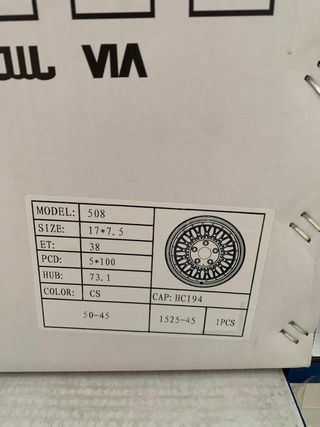 VIA
MODEL: 508
SIZE: 17*7.5
ET: 38
PCD: 5*100
HUB: 73.1
COLOR: CS CAP: HC194
50-45 1525-45 1PCS